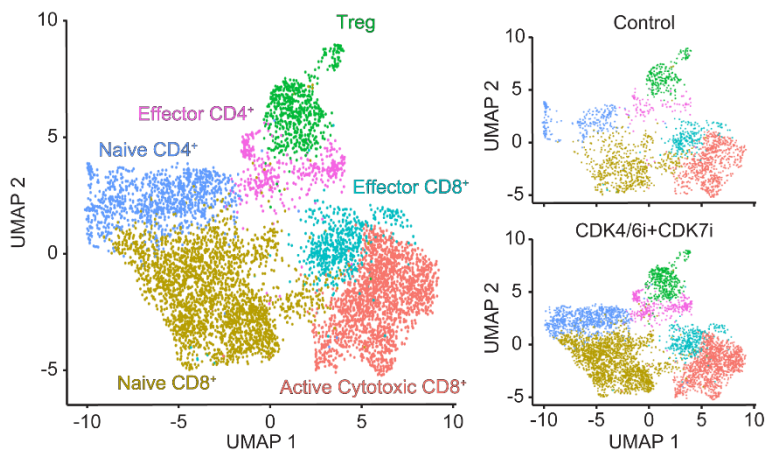 10
Treg
Effector CD4⁺
5
Naive CD4⁺
Effector CD8⁺
UMAP 2
0
-5
Naive CD8⁺
Active Cytotoxic CD8⁺
-10 -5 0 5 10
UMAP 1
Control
10
5
UMAP 2
0
-5
CDK4/6i+CDK7i
10
5
UMAP 2
0
-5
-10 -5 0 5 10
UMAP 1